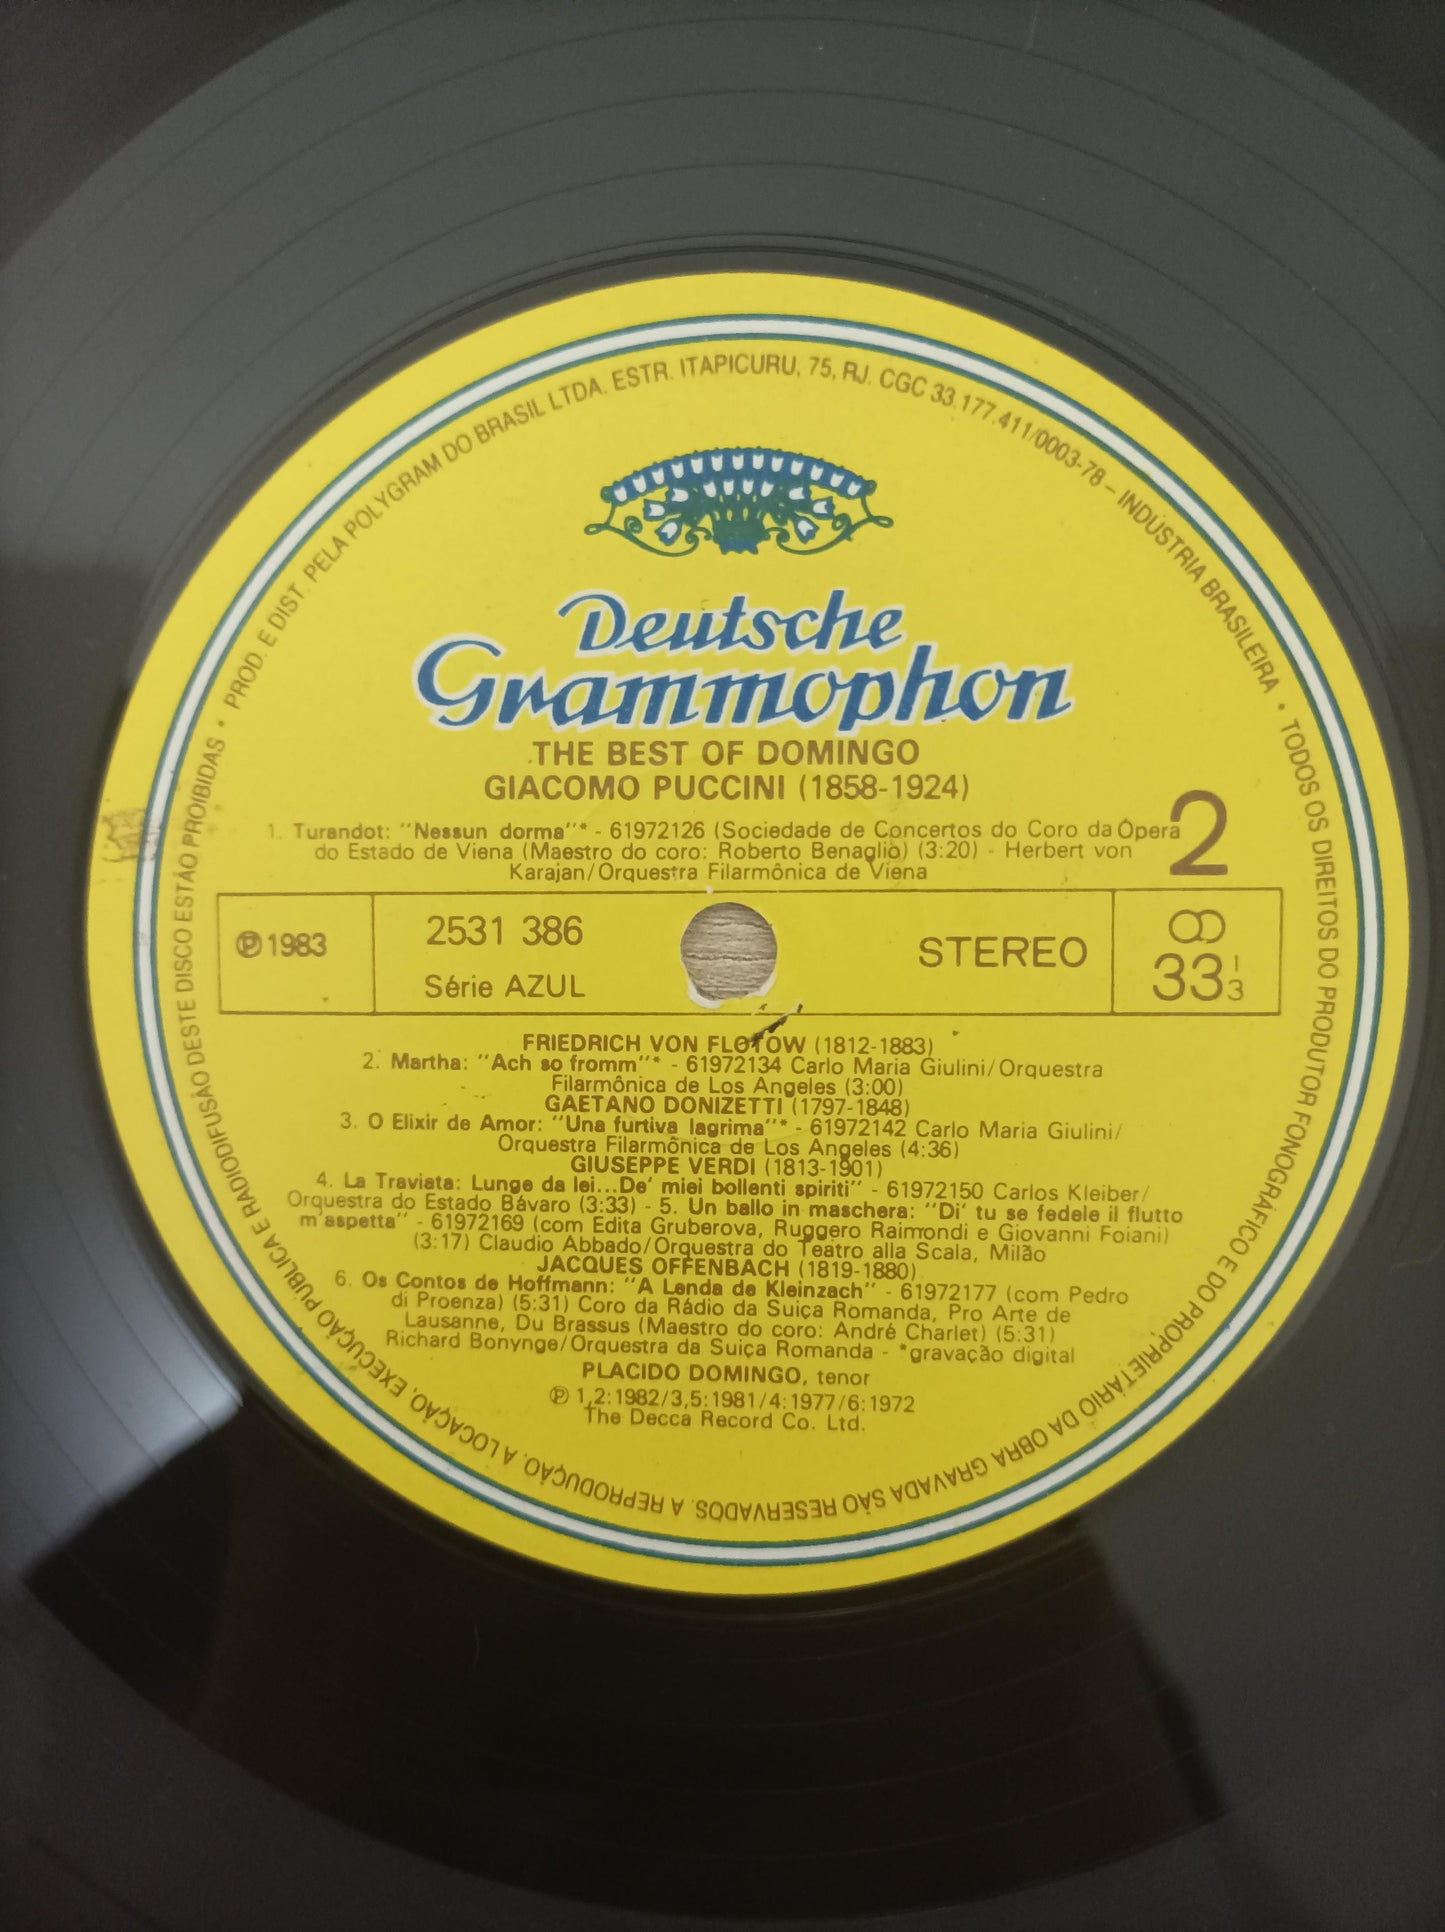 PROD. E DIST. PELA POLYGRAM DO BRASIL LTDA. ESTR. ITAPICURU, 75, RJ. CGC 33.177.411/0003-78 – INDÚSTRIA BRASILEIRA • TODOS OS DIREITOS DO PRODUTOR FONOGRÁFICO E DO PROPRIETÁRIO DA OBRA GRAVADA SÃO RESERVADOS. A REPRODUÇÃO, A LOCAÇÃO, EXECUÇÃO PÚBLICA E RADIODIFUSÃO DESTE DISCO ESTÃO PROIBIDAS •
Deutsche
Grammophon
THE BEST OF DOMINGO
GIACOMO PUCCINI (1858-1924)
2
1. Turandot: "Nessun dorma"* - 61972126 (Sociedade de Concertos do Coro da Ópera
do Estado de Viena (Maestro do coro: Roberto Benaglio) (3:20) - Herbert von
Karajan/Orquestra Filarmônica de Viena
℗ 1983
2531 386
Série AZUL
STEREO
33 1/3
FRIEDRICH VON FLOTOW (1812-1883)
2. Martha: "Ach so fromm"* - 61972134 Carlo Maria Giulini/Orquestra
Filarmônica de Los Angeles (3:00)
GAETANO DONIZETTI (1797-1848)
3. O Elixir de Amor: "Una furtiva lagrima"* - 61972142 Carlo Maria Giulini/
Orquestra Filarmônica de Los Angeles (4:36)
GIUSEPPE VERDI (1813-1901)
4. La Traviata: Lunge da lei...De' miei bollenti spiriti" - 61972150 Carlos Kleiber/
Orquestra do Estado Bávaro (3:33) - 5. Un ballo in maschera: "Di' tu se fedele il flutto
m'aspetta" - 61972169 (com Edita Gruberova, Ruggero Raimondi e Giovanni Foiani)
(3:17) Claudio Abbado/Orquestra do Teatro alla Scala, Milão
JACQUES OFFENBACH (1819-1880)
6. Os Contos de Hoffmann: "A Lenda de Kleinzach" - 61972177 (com Pedro
di Proenza) (5:31) Coro da Rádio da Suiça Romanda, Pro Arte de
Lausanne, Du Brassus (Maestro do coro: André Charlet) (5:31)
Richard Bonynge/Orquestra da Suiça Romanda - *gravação digital
PLACIDO DOMINGO, tenor
℗ 1,2:1982/3,5:1981/4:1977/6:1972
The Decca Record Co. Ltd.